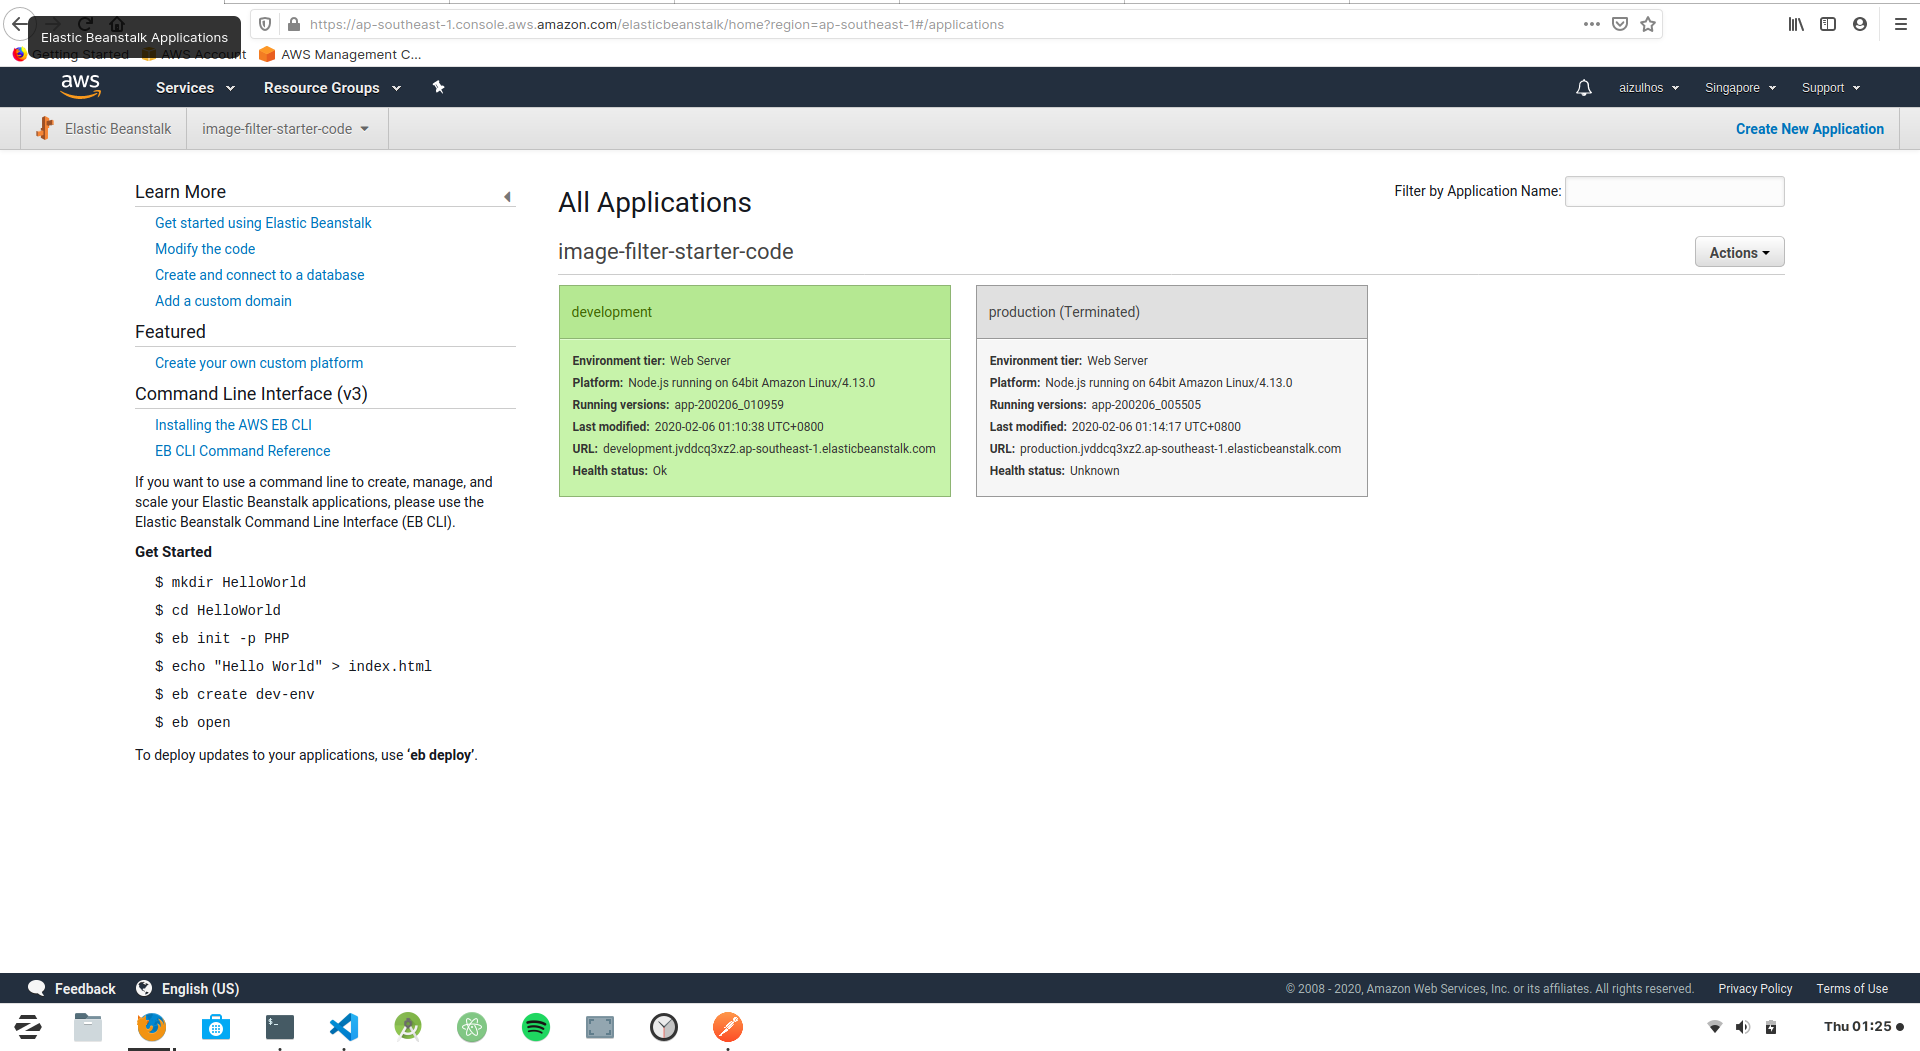 https://ap-southeast-1.console.aws.amazon.com/elasticbeanstalk/home?region=ap-southeast-1#/applications
Elastic Beanstalk Applications
Getting Started AWS Account AWS Management C...
aws Services Resource Groups aizulhos Singapore Support
Elastic Beanstalk image-filter-starter-code Create New Application
Learn More
Get started using Elastic Beanstalk
Modify the code
Create and connect to a database
Add a custom domain
Featured
Create your own custom platform
Command Line Interface (v3)
Installing the AWS EB CLI
EB CLI Command Reference
If you want to use a command line to create, manage, and
scale your Elastic Beanstalk applications, please use the
Elastic Beanstalk Command Line Interface (EB CLI).
Get Started
$ mkdir HelloWorld
$ cd HelloWorld
$ eb init -p PHP
$ echo "Hello World" > index.html
$ eb create dev-env
$ eb open
To deploy updates to your applications, use ‘eb deploy’.
All Applications
Filter by Application Name:
image-filter-starter-code
Actions
development
Environment tier: Web Server
Platform: Node.js running on 64bit Amazon Linux/4.13.0
Running versions: app-200206_010959
Last modified: 2020-02-06 01:10:38 UTC+0800
URL: development.jvddcq3xz2.ap-southeast-1.elasticbeanstalk.com
Health status: Ok
production (Terminated)
Environment tier: Web Server
Platform: Node.js running on 64bit Amazon Linux/4.13.0
Running versions: app-200206_005505
Last modified: 2020-02-06 01:14:17 UTC+0800
URL: production.jvddcq3xz2.ap-southeast-1.elasticbeanstalk.com
Health status: Unknown
Feedback English (US) © 2008 - 2020, Amazon Web Services, Inc. or its affiliates. All rights reserved. Privacy Policy Terms of Use
Thu 01:25